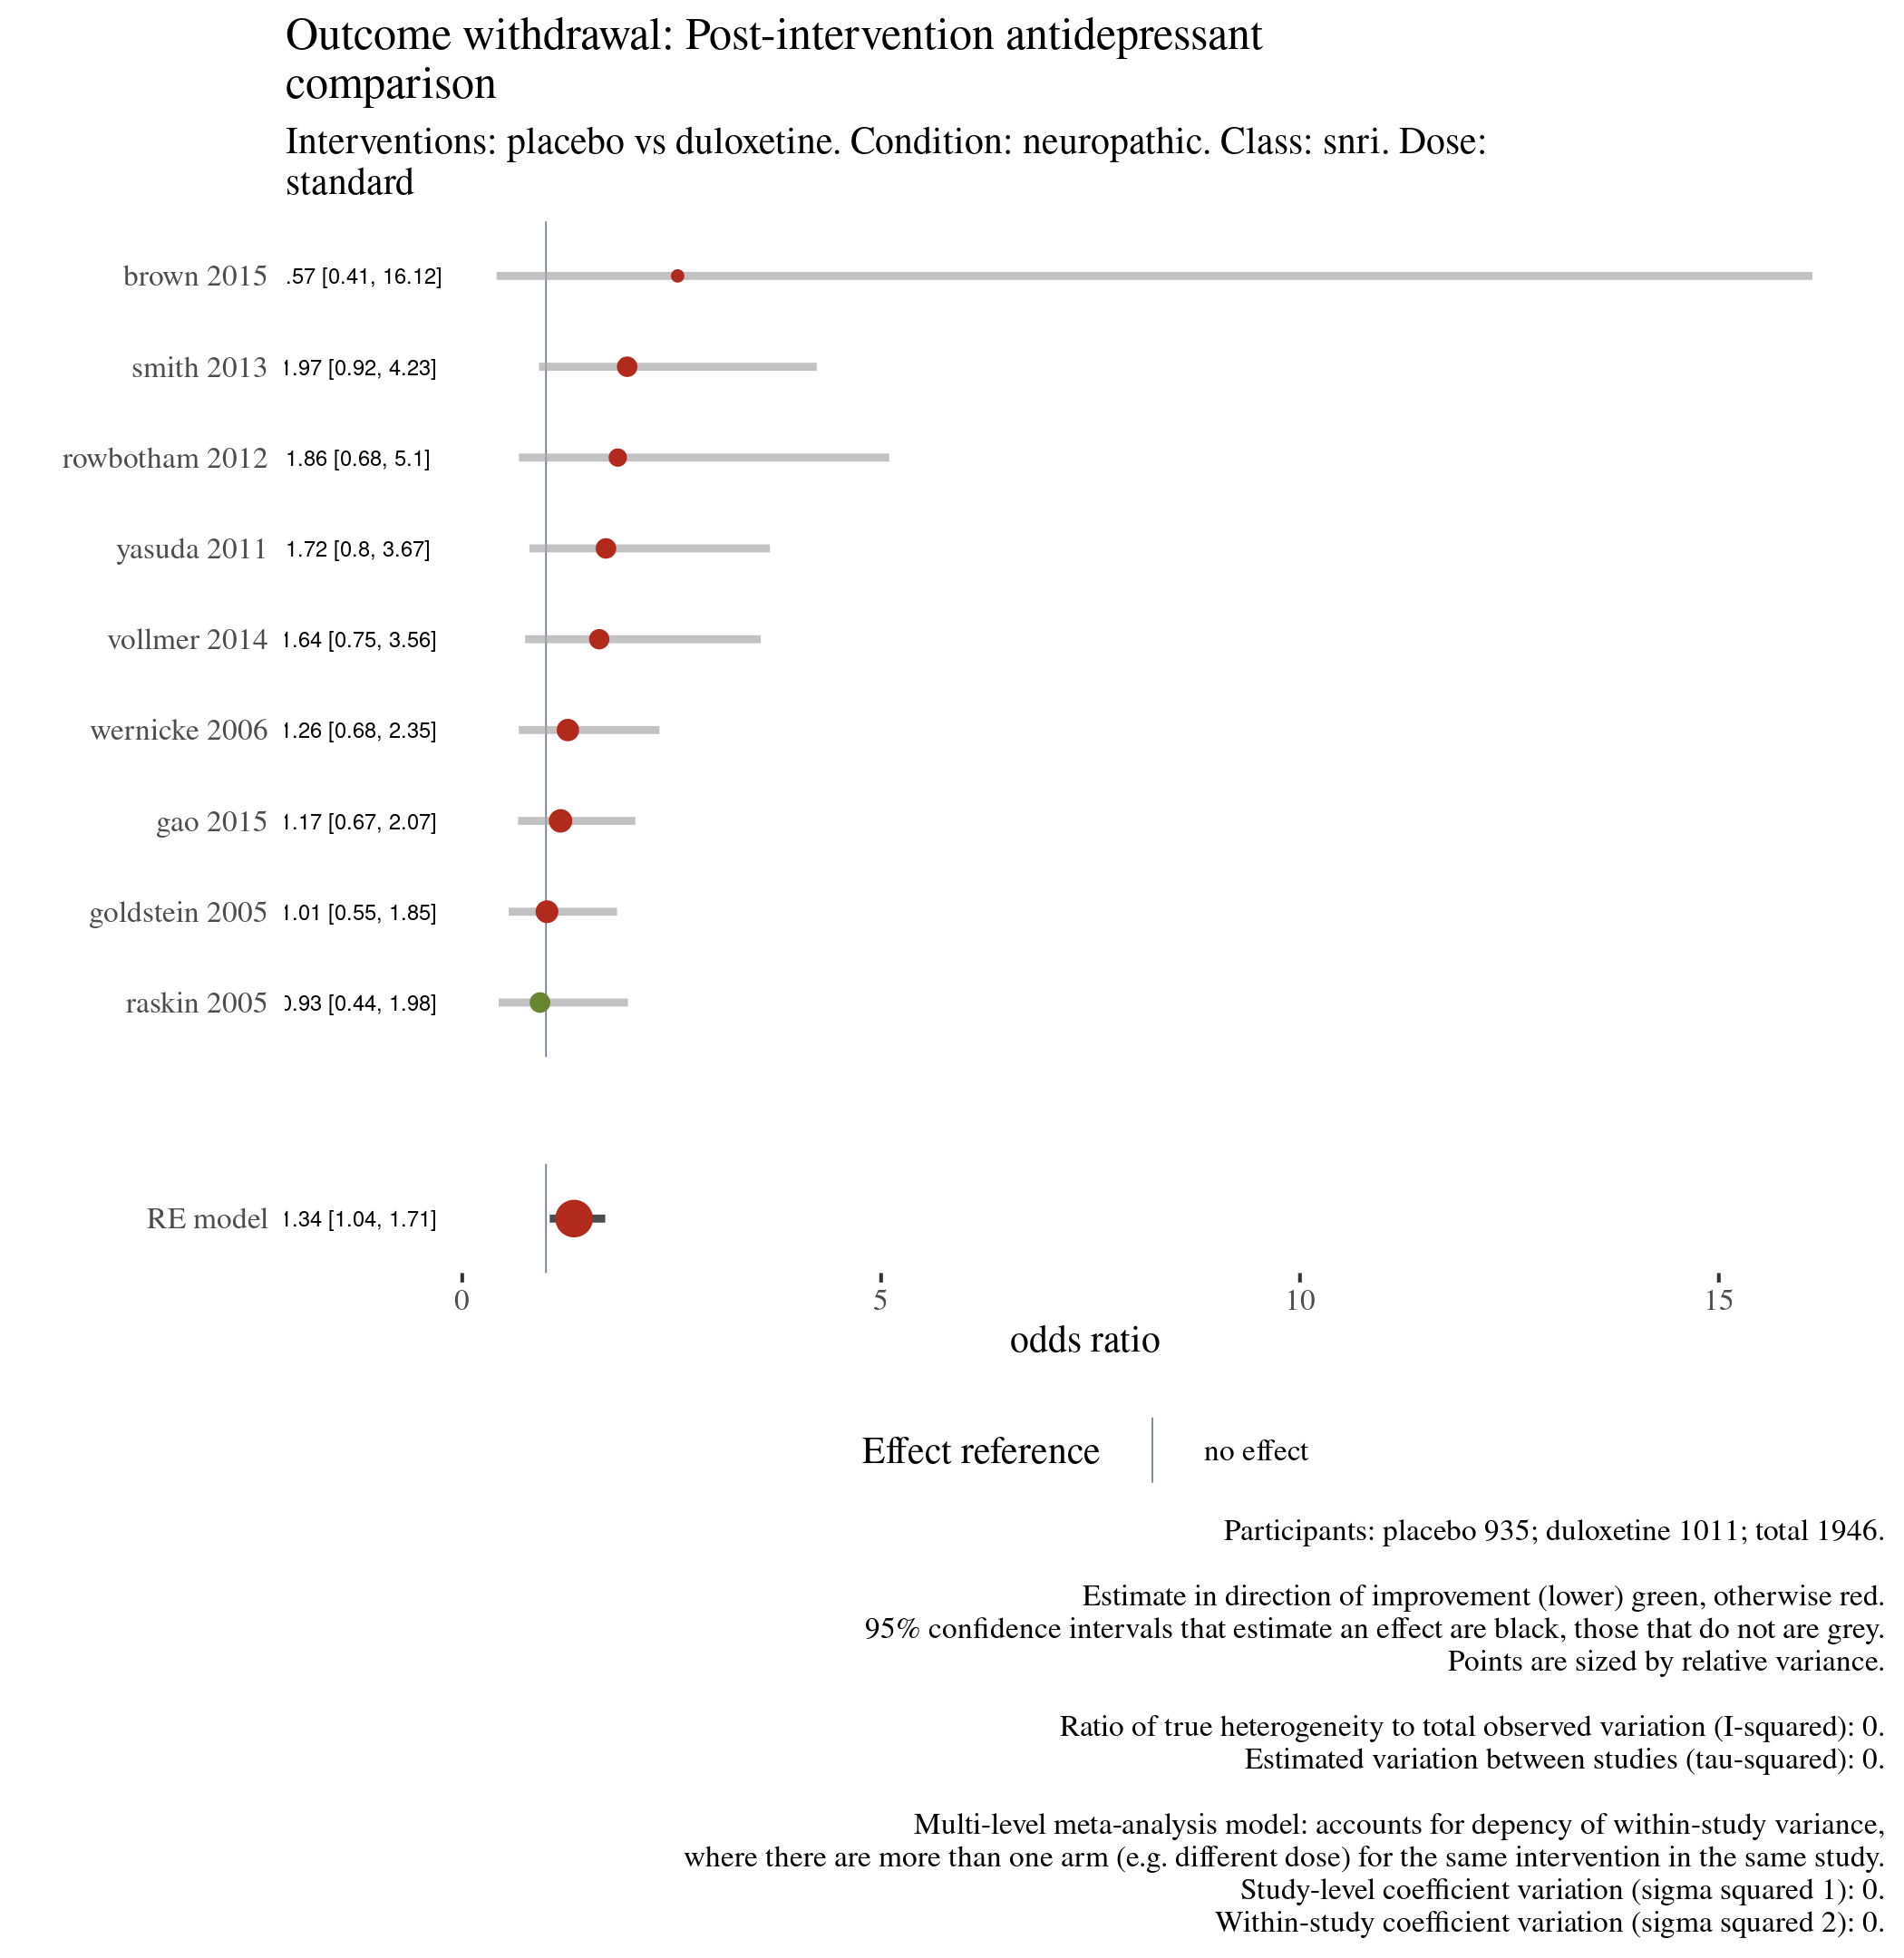 Outcome withdrawal: Post-intervention antidepressant
comparison
Interventions: placebo vs duloxetine. Condition: neuropathic. Class: snri. Dose:
standard
brown 2015 .57 [0.41, 16.12]
smith 2013 1.97 [0.92, 4.23]
rowbotham 2012 1.86 [0.68, 5.1]
yasuda 2011 1.72 [0.8, 3.67]
vollmer 2014 1.64 [0.75, 3.56]
wernicke 2006 1.26 [0.68, 2.35]
gao 2015 1.17 [0.67, 2.07]
goldstein 2005 1.01 [0.55, 1.85]
raskin 2005 0.93 [0.44, 1.98]
RE model 1.34 [1.04, 1.71]
0 5 10 15
odds ratio
Effect reference no effect
Participants: placebo 935; duloxetine 1011; total 1946.
Estimate in direction of improvement (lower) green, otherwise red.
95% confidence intervals that estimate an effect are black, those that do not are grey.
Points are sized by relative variance.
Ratio of true heterogeneity to total observed variation (I-squared): 0.
Estimated variation between studies (tau-squared): 0.
Multi-level meta-analysis model: accounts for depency of within-study variance,
where there are more than one arm (e.g. different dose) for the same intervention in the same study.
Study-level coefficient variation (sigma squared 1): 0.
Within-study coefficient variation (sigma squared 2): 0.